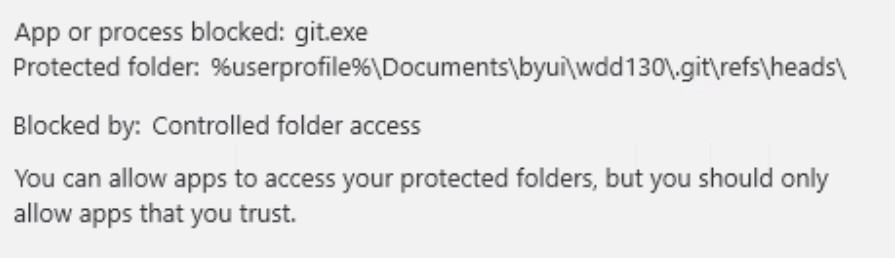 App or process blocked: git.exe
Protected folder: %userprofile%\Documents\byui\wdd130\.git\refs\heads\
Blocked by: Controlled folder access
You can allow apps to access your protected folders, but you should only
allow apps that you trust.